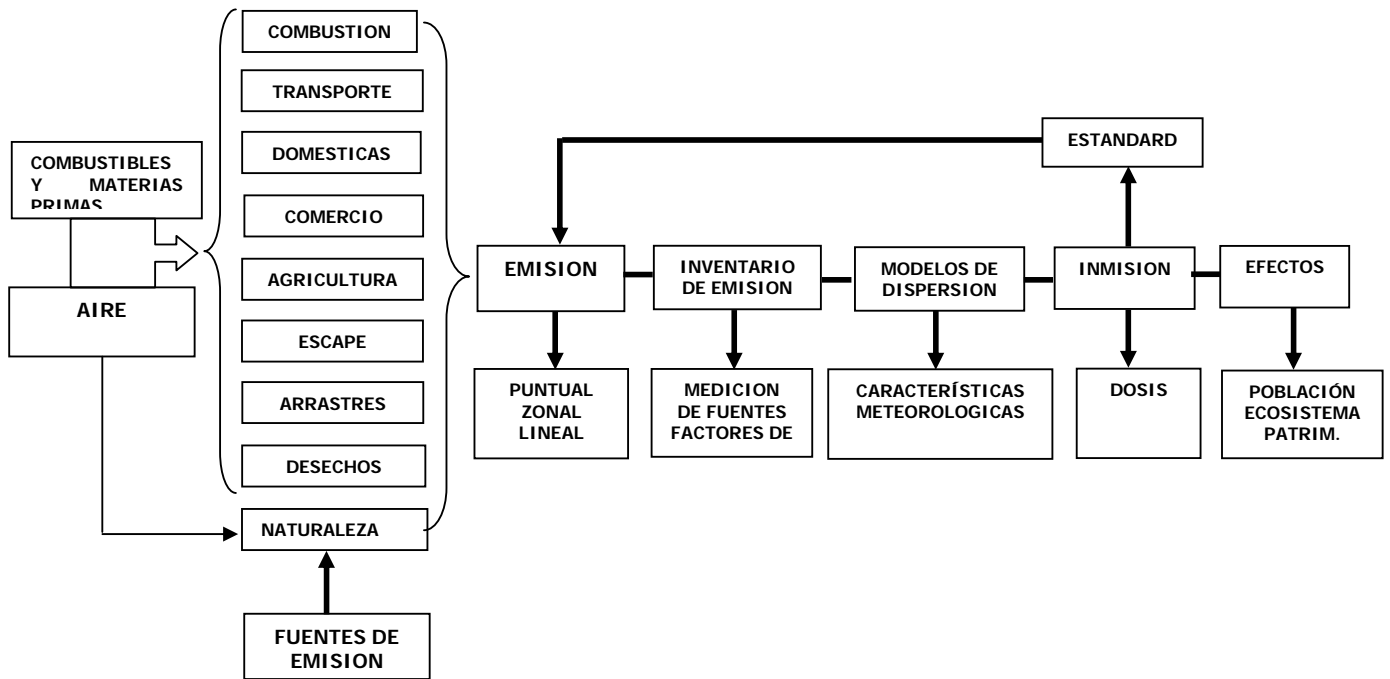 COMBUSTIBLES
Y MATERIAS
PRIMAS
AIRE
COMBUSTION
TRANSPORTE
DOMESTICAS
COMERCIO
AGRICULTURA
ESCAPE
ARRASTRES
DESECHOS
NATURALEZA
FUENTES DE
EMISION
ESTANDARD
EMISION
INVENTARIO
DE EMISION
MODELOS DE
DISPERSION
INMISION
EFECTOS
PUNTUAL
ZONAL
LINEAL
MEDICION
DE FUENTES
FACTORES DE
CARACTERÍSTICAS
METEOROLOGICAS
DOSIS
POBLACIÓN
ECOSISTEMA
PATRIM.